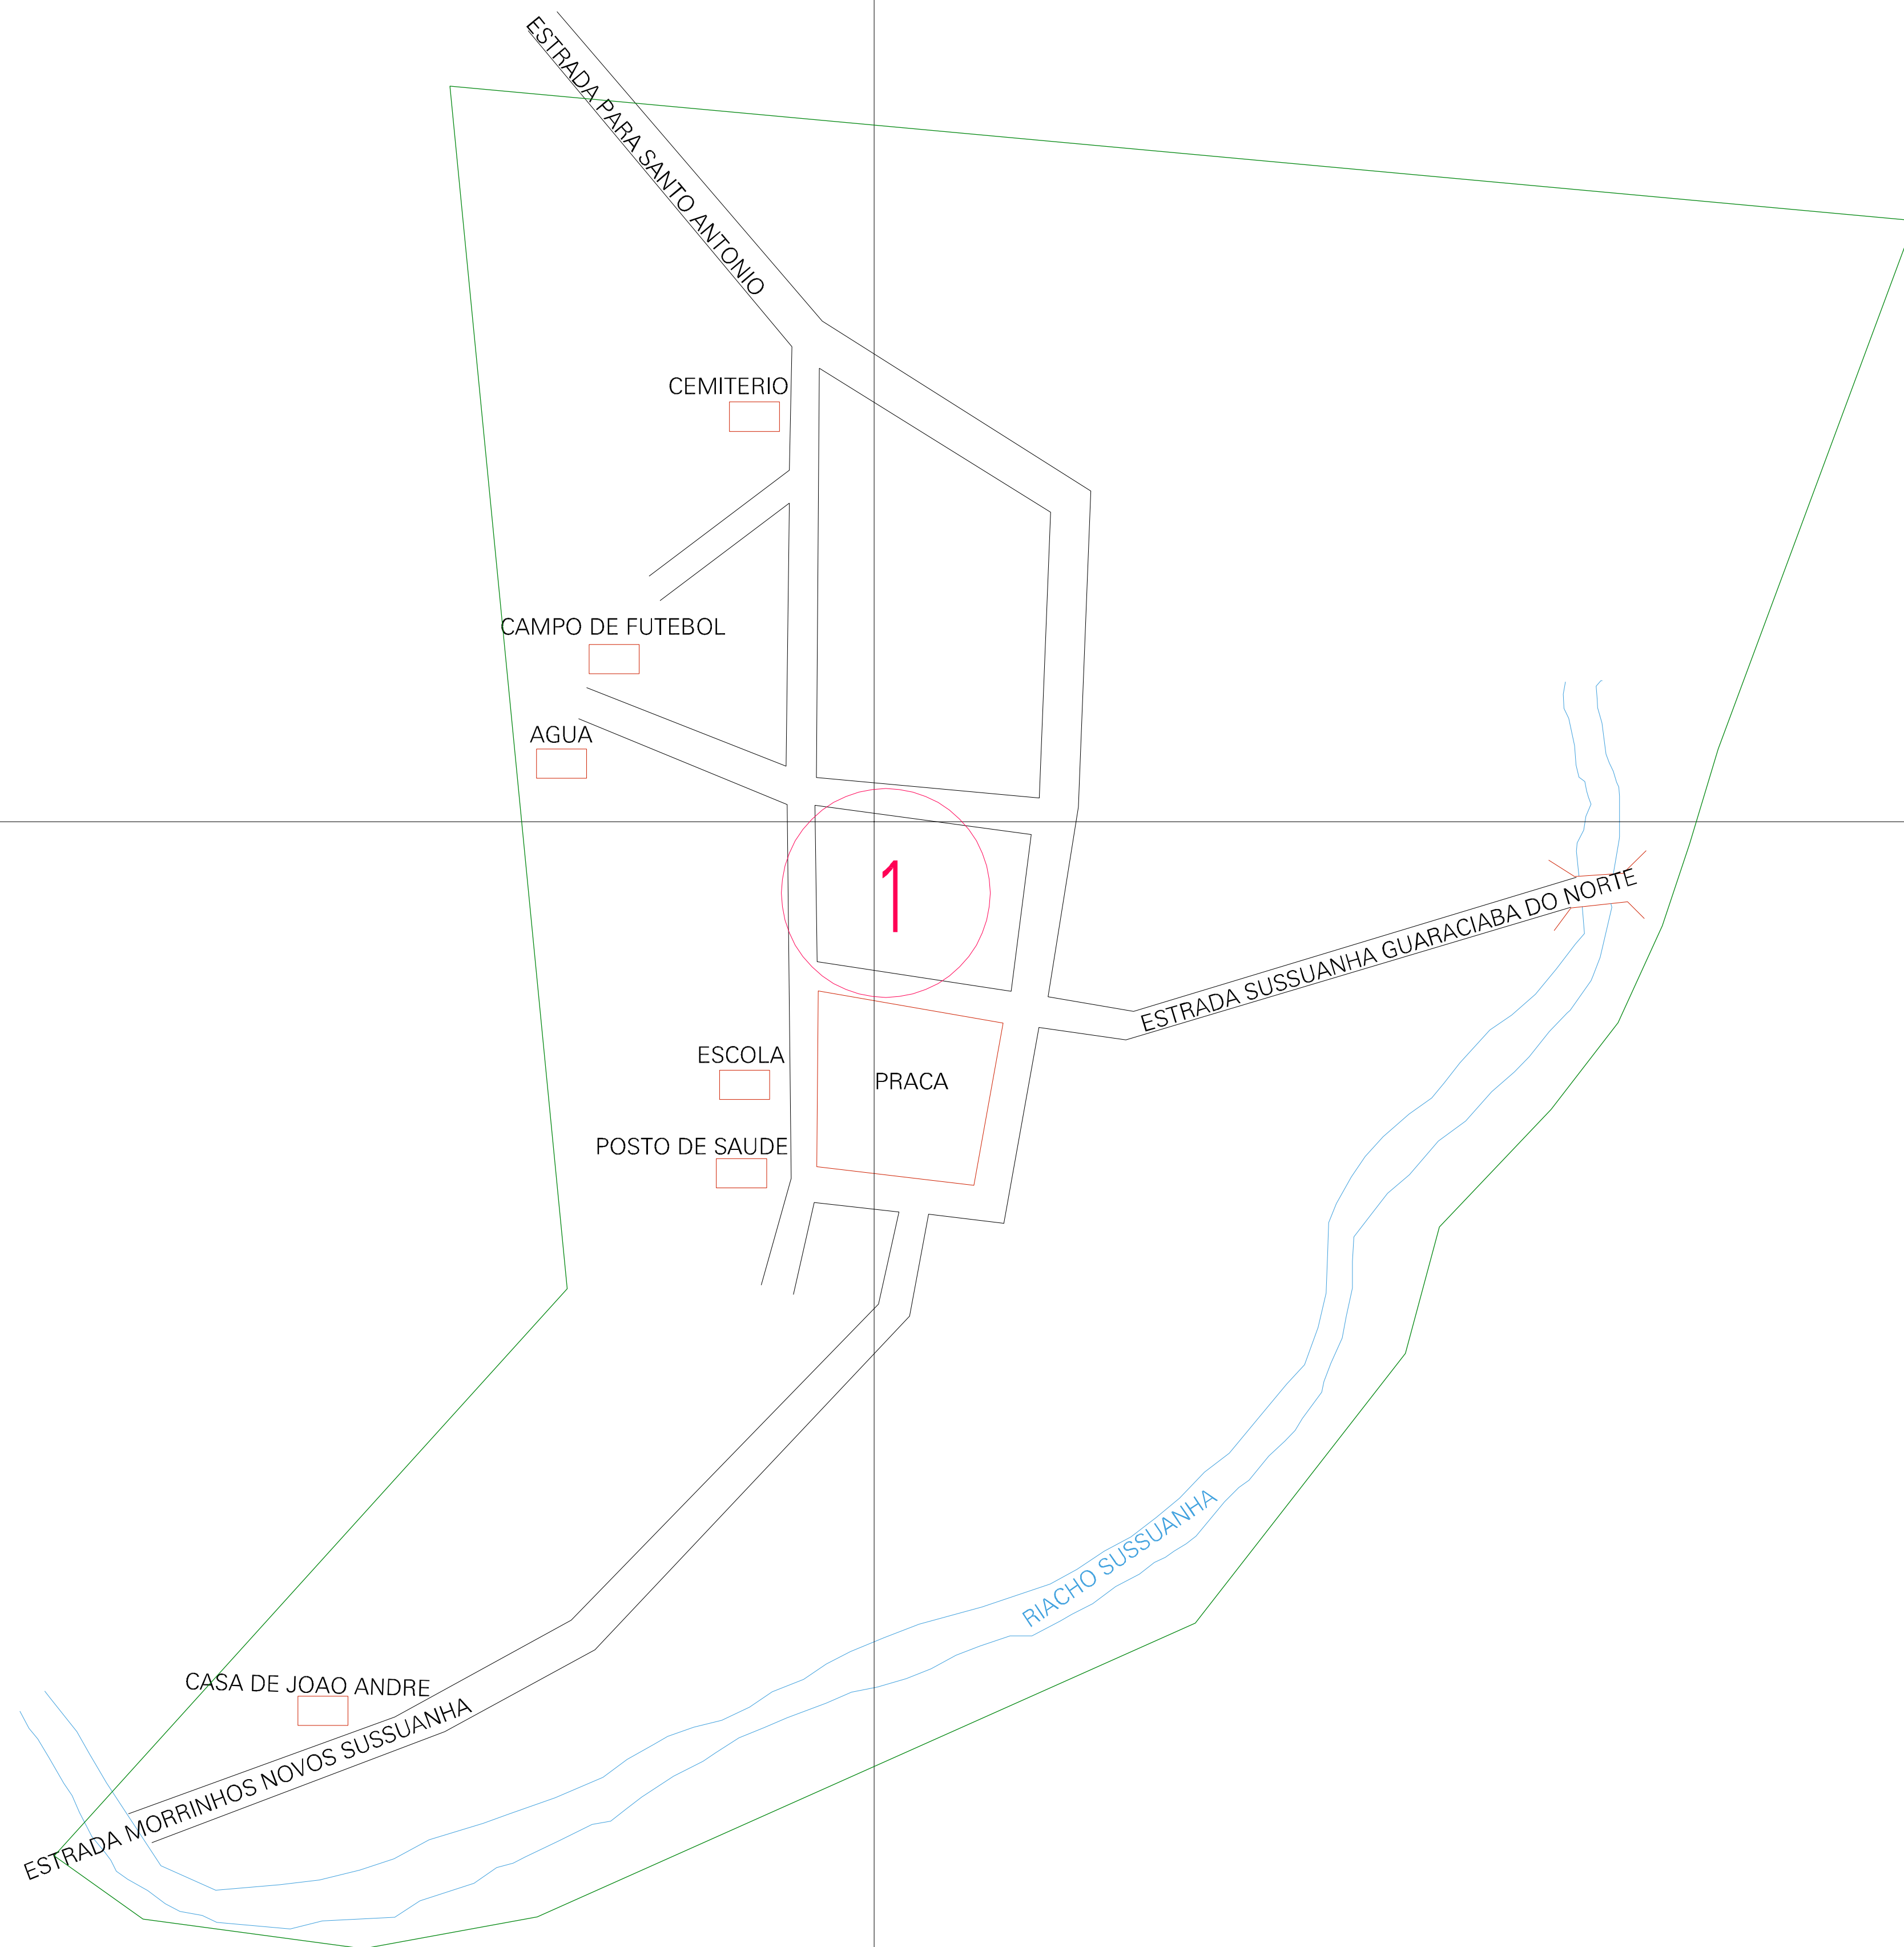 ESTRADA PARA SANTO ANTONIO
CEMITERIO
CAMPO DE FUTEBOL
AGUA
1
ESTRADA SUSSUANHA GUARACIABA DO NORTE
ESCOLA
PRACA
POSTO DE SAUDE
RIACHO SUSSUANHA
CASA DE JOAO ANDRE
ESTRADA MORRINHOS NOVOS SUSSUANHA